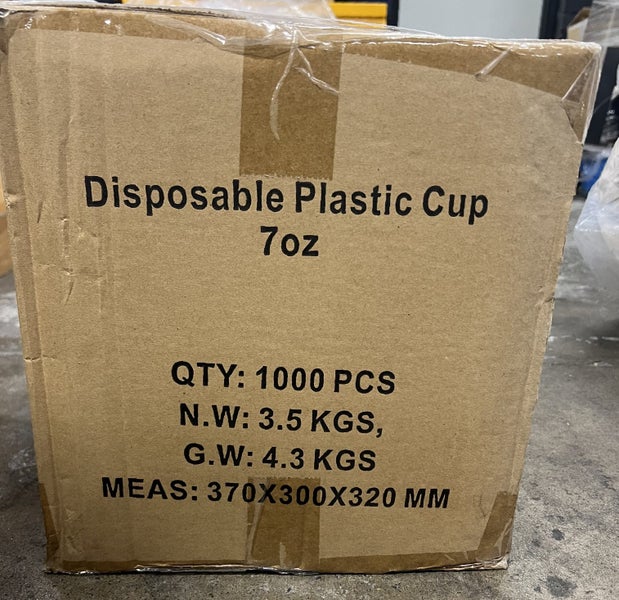 Disposable Plastic Cup
7oz
QTY: 1000 PCS
N.W: 3.5 KGS,
G.W: 4.3 KGS
MEAS: 370X300X320 MM